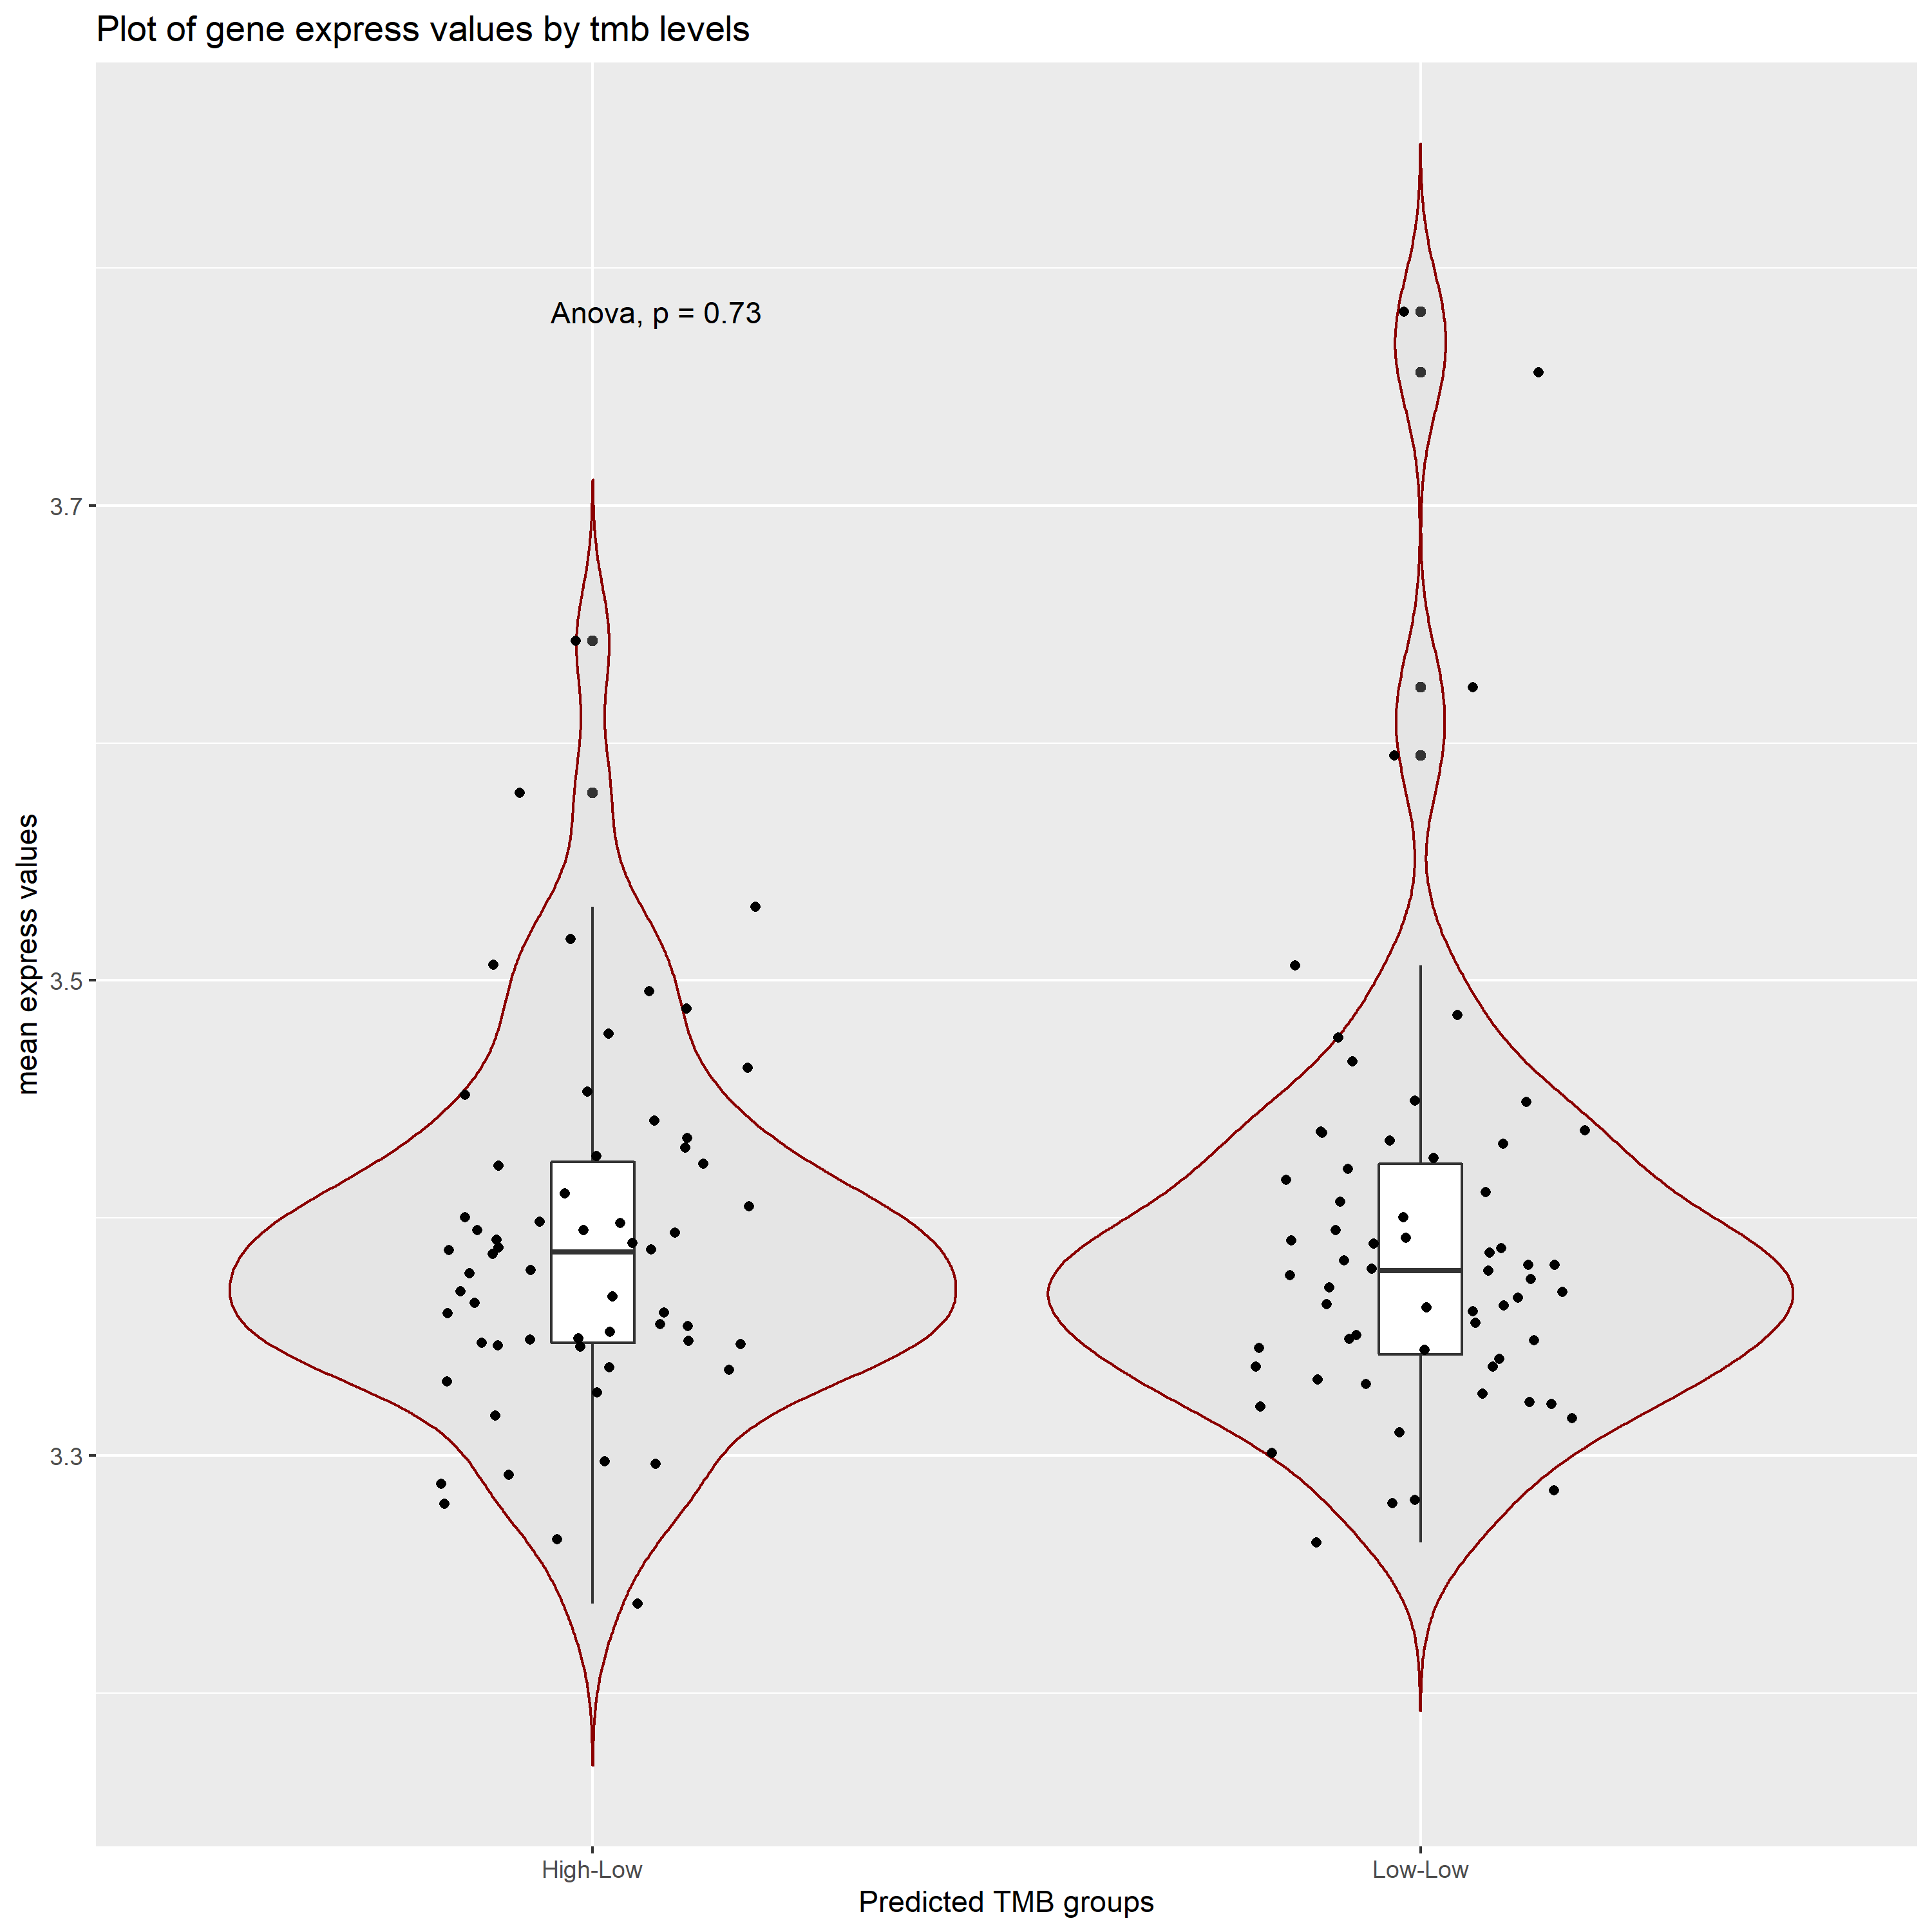 Plot of gene express values by tmb levels
Anova, p = 0.73
3.7
3.5
3.3
mean express values
High-Low
Low-Low
Predicted TMB groups